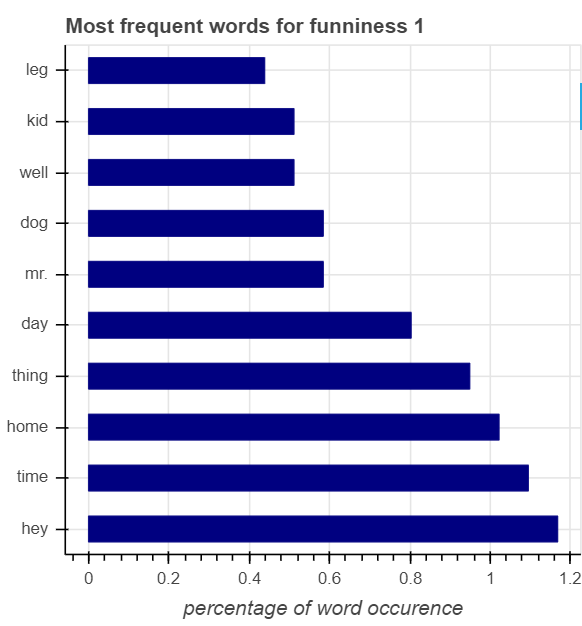 Most frequent words for funniness 1
leg
kid
well
dog
mr.
day
thing
home
time
hey
0 0.2 0.4 0.6 0.8 1 1.2
percentage of word occurence